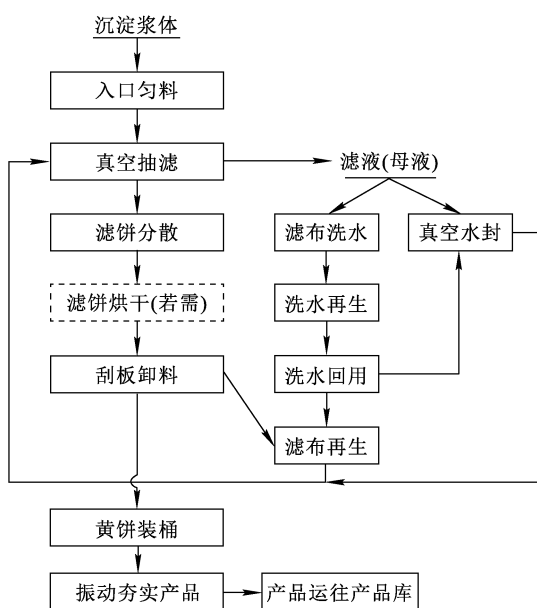 沉淀浆体
入口匀料
真空抽滤
滤液(母液)
滤饼分散
滤布洗水
真空水封
滤饼烘干(若需)
洗水再生
刮板卸料
洗水回用
滤布再生
黄饼装桶
振动夯实产品
产品运往产品库